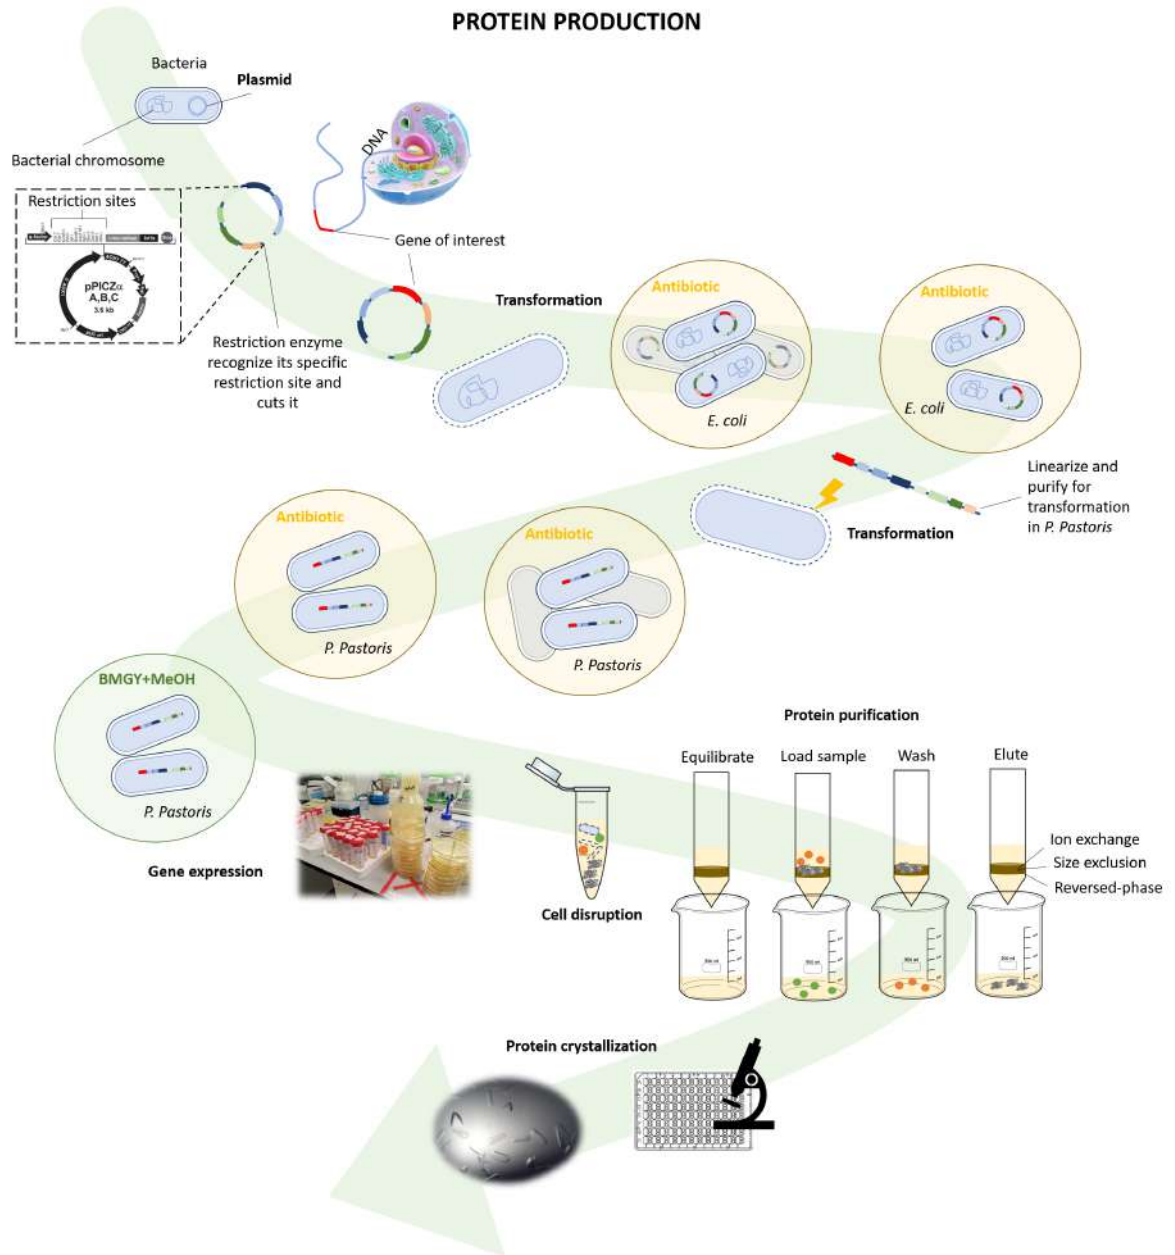 PROTEIN PRODUCTION
Bacteria
Plasmid
Bacterial chromosome
DNA
Restriction sites
pPICZα
A,B,C
3.6 kb
Gene of interest
Restriction enzyme
recognize its specific
restriction site and
cuts it
Transformation
Antibiotic
E. coli
Antibiotic
E. coli
Linearize and
purify for
transformation
in P. Pastoris
Transformation
Antibiotic
P. Pastoris
Antibiotic
P. Pastoris
BMGY+MeOH
P. Pastoris
Gene expression
Cell disruption
Protein purification
Equilibrate
Load sample
Wash
Elute
Ion exchange
Size exclusion
Reversed-phase
Protein crystallization